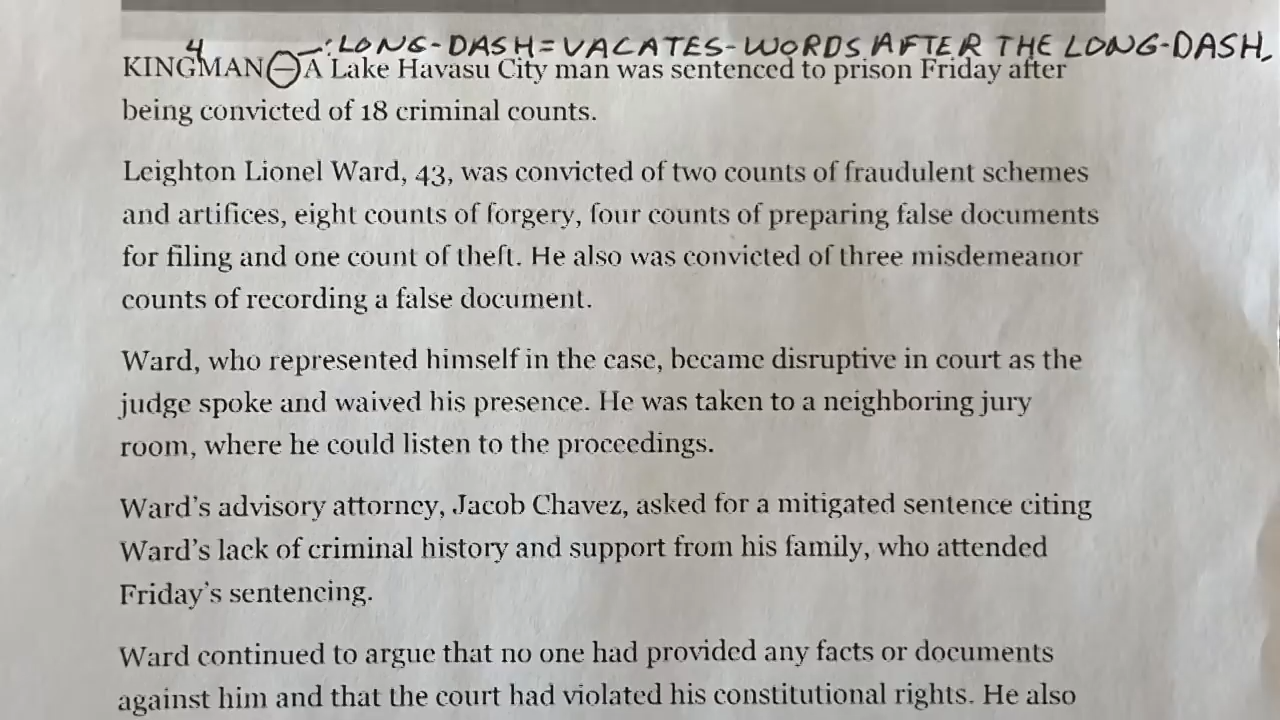 4 -:LONG-DASH=VACATES-WORDS AFTER THE LONG-DASH.
KINGMAN — A Lake Havasu City man was sentenced to prison Friday after
being convicted of 18 criminal counts.
Leighton Lionel Ward, 43, was convicted of two counts of fraudulent schemes
and artifices, eight counts of forgery, four counts of preparing false documents
for filing and one count of theft. He also was convicted of three misdemeanor
counts of recording a false document.
Ward, who represented himself in the case, became disruptive in court as the
judge spoke and waived his presence. He was taken to a neighboring jury
room, where he could listen to the proceedings.
Ward’s advisory attorney, Jacob Chavez, asked for a mitigated sentence citing
Ward’s lack of criminal history and support from his family, who attended
Friday’s sentencing.
Ward continued to argue that no one had provided any facts or documents
against him and that the court had violated his constitutional rights. He also